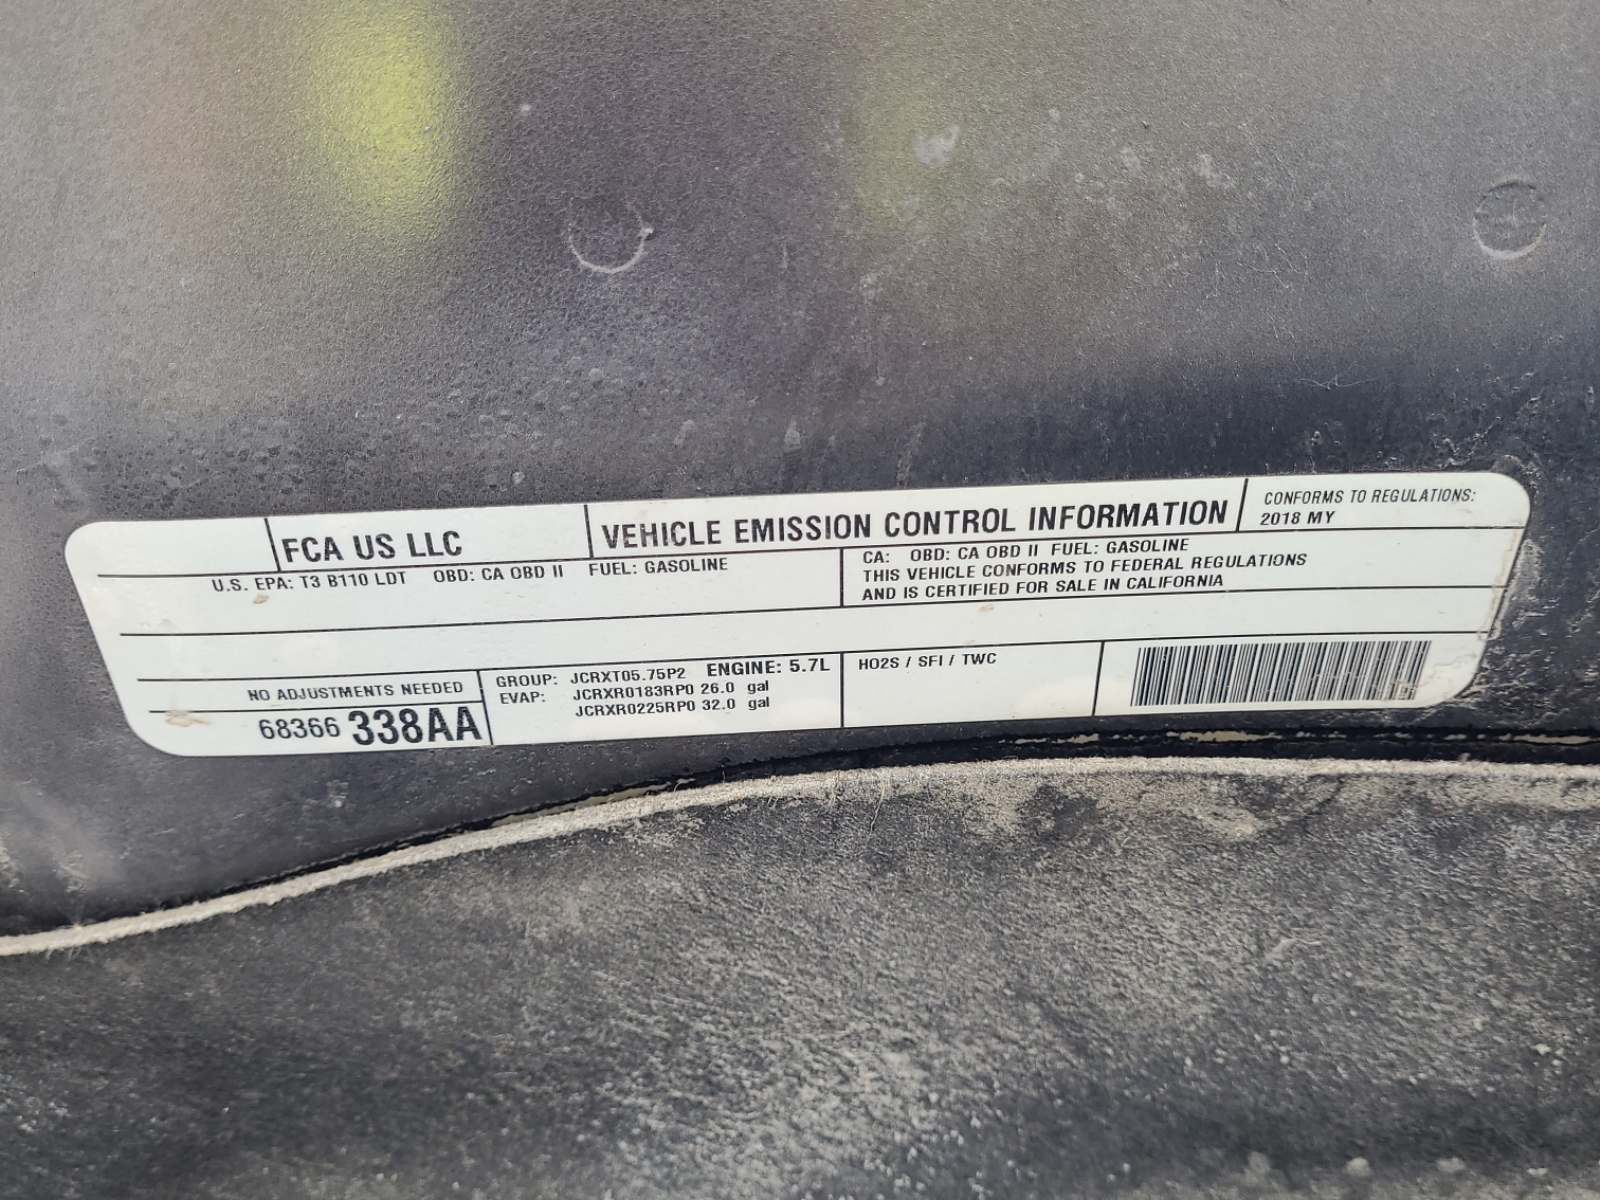 FCA US LLC
VEHICLE EMISSION CONTROL INFORMATION
CONFORMS TO REGULATIONS:
2018 MY
U.S. EPA: T3 B110 LDT OBD: CA OBD II FUEL: GASOLINE
CA: OBD: CA OBD II FUEL: GASOLINE
THIS VEHICLE CONFORMS TO FEDERAL REGULATIONS
AND IS CERTIFIED FOR SALE IN CALIFORNIA
NO ADJUSTMENTS NEEDED
68366 338AA
GROUP: JCRXT05.75P2 ENGINE: 5.7L
EVAP: JCRXR0183RP0 26.0 gal
JCRXR0225RP0 32.0 gal
HO2S / SFI / TWC